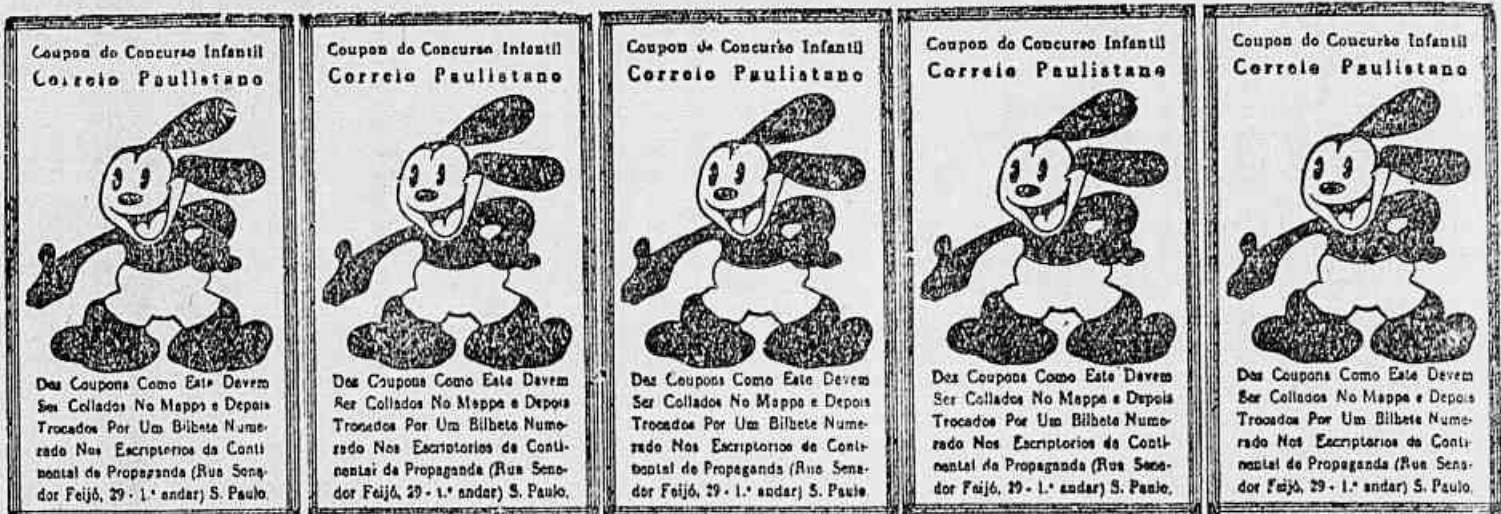 Coupon do Concurso Infantil
Correio Paulistano
Dez Coupons Como Este Devem
Ser Collados No Mappa e Depois
Trocados Por Um Bilhete Nume-
rado Nos Escriptorios da Conti-
nental de Propaganda (Rua Sena-
dor Feijó, 29 - 1.º andar) S. Paulo.
Coupon do Concurso Infantil
Correio Paulistano
Dez Coupons Como Este Devem
Ser Collados No Mappa e Depois
Trocados Por Um Bilhete Nume-
rado Nos Escriptorios da Conti-
nental de Propaganda (Rua Sena-
dor Feijó, 29 - 1.º andar) S. Paulo.
Coupon do Concurso Infantil
Correio Paulistano
Dez Coupons Como Este Devem
Ser Collados No Mappa e Depois
Trocados Por Um Bilhete Nume-
rado Nos Escriptorios da Conti-
nental de Propaganda (Rua Sena-
dor Feijó, 29 - 1.º andar) S. Paulo
Coupon do Concurso Infantil
Correio Paulistano
Dez Coupons Como Este Devem
Ser Collados No Mappa e Depois
Trocados Por Um Bilhete Nume-
rado Nos Escriptorios da Conti-
nental de Propaganda (Rua Sena-
dor Feijó, 29 - 1.º andar) S. Paulo.
Coupon do Concurso Infantil
Correio Paulistano
Dez Coupons Como Este Devem
Ser Collados No Mappa e Depois
Trocados Por Um Bilhete Nume-
rado Nos Escriptorios da Conti-
nental de Propaganda (Rua Sena-
dor Feijó, 29 - 1.º andar) S. Paulo.